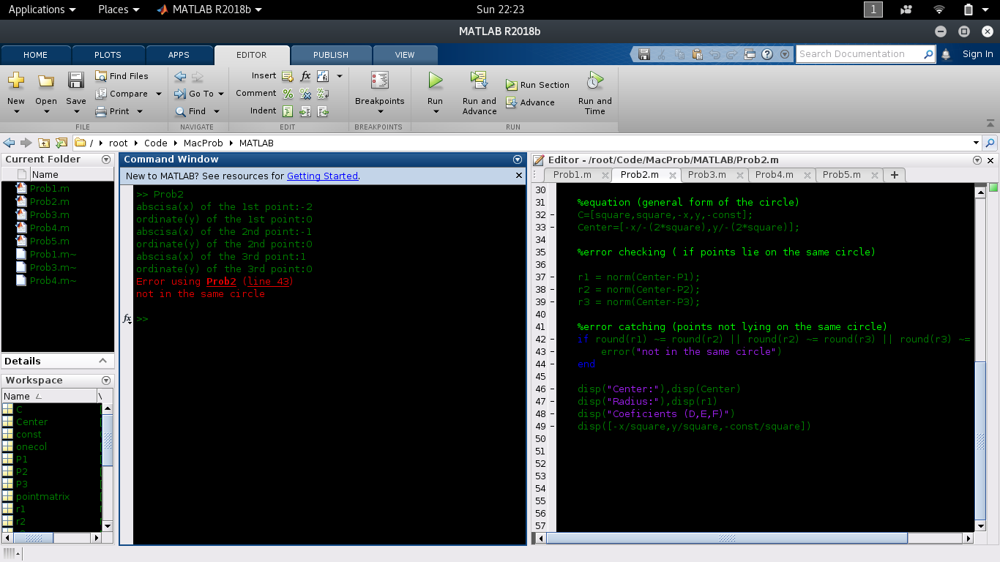 Applications
Places
MATLAB R2018b
Sun 22:23
1
MATLAB R2018b
HOME
PLOTS
APPS
EDITOR
PUBLISH
VIEW
Search Documentation
Sign In
New
Open
Save
Find Files
Compare
Print
FILE
Go To
Find
NAVIGATE
Insert
fx
Comment
Indent
EDIT
Breakpoints
BREAKPOINTS
Run
Run and
Advance
Run Section
Advance
Run and
Time
RUN
/ root Code MacProb MATLAB
Current Folder
Name
Prob1.m
Prob2.m
Prob3.m
Prob4.m
Prob5.m
Prob1.m~
Prob3.m~
Prob4.m~
Details
Workspace
Name
C
Center
const
onecol
P1
P2
P3
pointmatrix
r1
r2
Command Window
New to MATLAB? See resources for Getting Started.
>> Prob2
abscisa(x) of the 1st point:-2
ordinate(y) of the 1st point:0
abscisa(x) of the 2nd point:-1
ordinate(y) of the 2nd point:0
abscisa(x) of the 3rd point:1
ordinate(y) of the 3rd point:0
Error using Prob2 (line 43)
not in the same circle
fx >>
Editor - /root/Code/MacProb/MATLAB/Prob2.m
Prob1.m
Prob2.m
Prob3.m
Prob4.m
Prob5.m
30
31 %equation (general form of the circle)
32 - C=[square,square,-x,y,-const];
33 - Center=[-x/-(2*square),y/-(2*square)];
34
35 %error checking ( if points lie on the same circle)
36
37 - r1 = norm(Center-P1);
38 - r2 = norm(Center-P2);
39 - r3 = norm(Center-P3);
40
41 %error catching (points not lying on the same circle)
42 - if round(r1) ~= round(r2) || round(r2) ~= round(r3) || round(r3) ~=
43 - error("not in the same circle")
44 - end
45
46 - disp("Center:"),disp(Center)
47 - disp("Radius:"),disp(r1)
48 - disp("Coeficients (D,E,F)")
49 - disp([-x/square,y/square,-const/square])
50
51
52
53
54
55
56
57